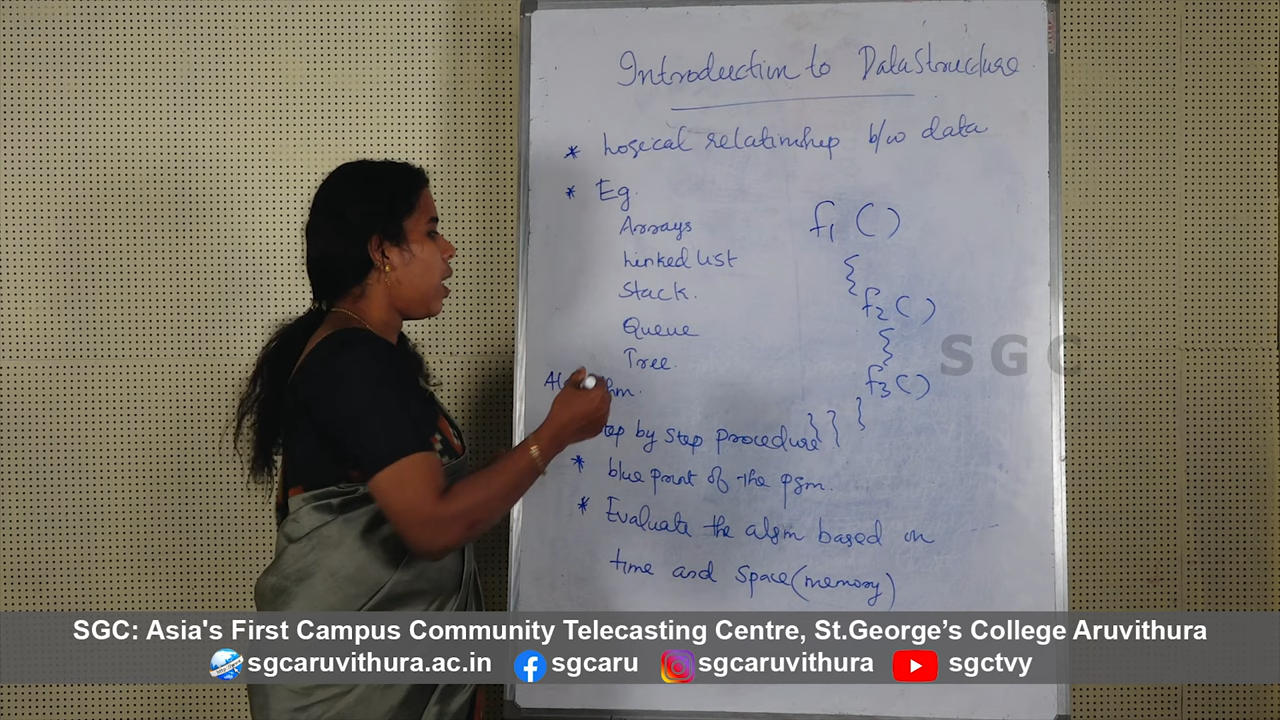 Introduction to DataStructure
* Logical relationship b/w data
* Eg.
Arrays
Linked list
Stack.
Queue
Tree.
f1 ()
{
f2 ()
{
f3 ()
}
} }
step by step procedure
* blue print of the pgm.
* Evaluate the algm based on
time and space (memory)
SGC
SGC: Asia's First Campus Community Telecasting Centre, St.George’s College Aruvithura
sgcaruvithura.ac.in sgcaru sgcaruvithura sgctvy